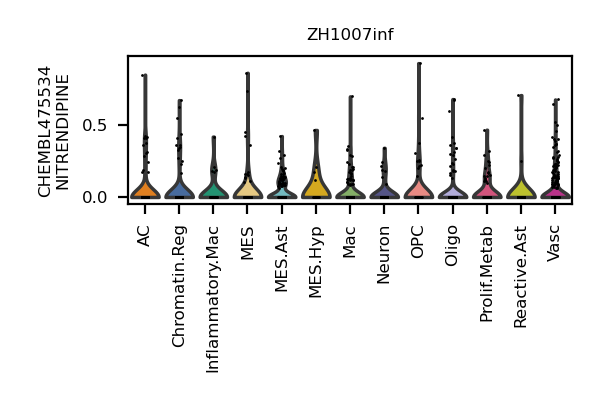 ZH1007inf
CHEMBL475534
NITRENDIPINE
0.5
0.0
AC
Chromatin.Reg
Inflammatory.Mac
MES
MES.Ast
MES.Hyp
Mac
Neuron
OPC
Oligo
Prolif.Metab
Reactive.Ast
Vasc